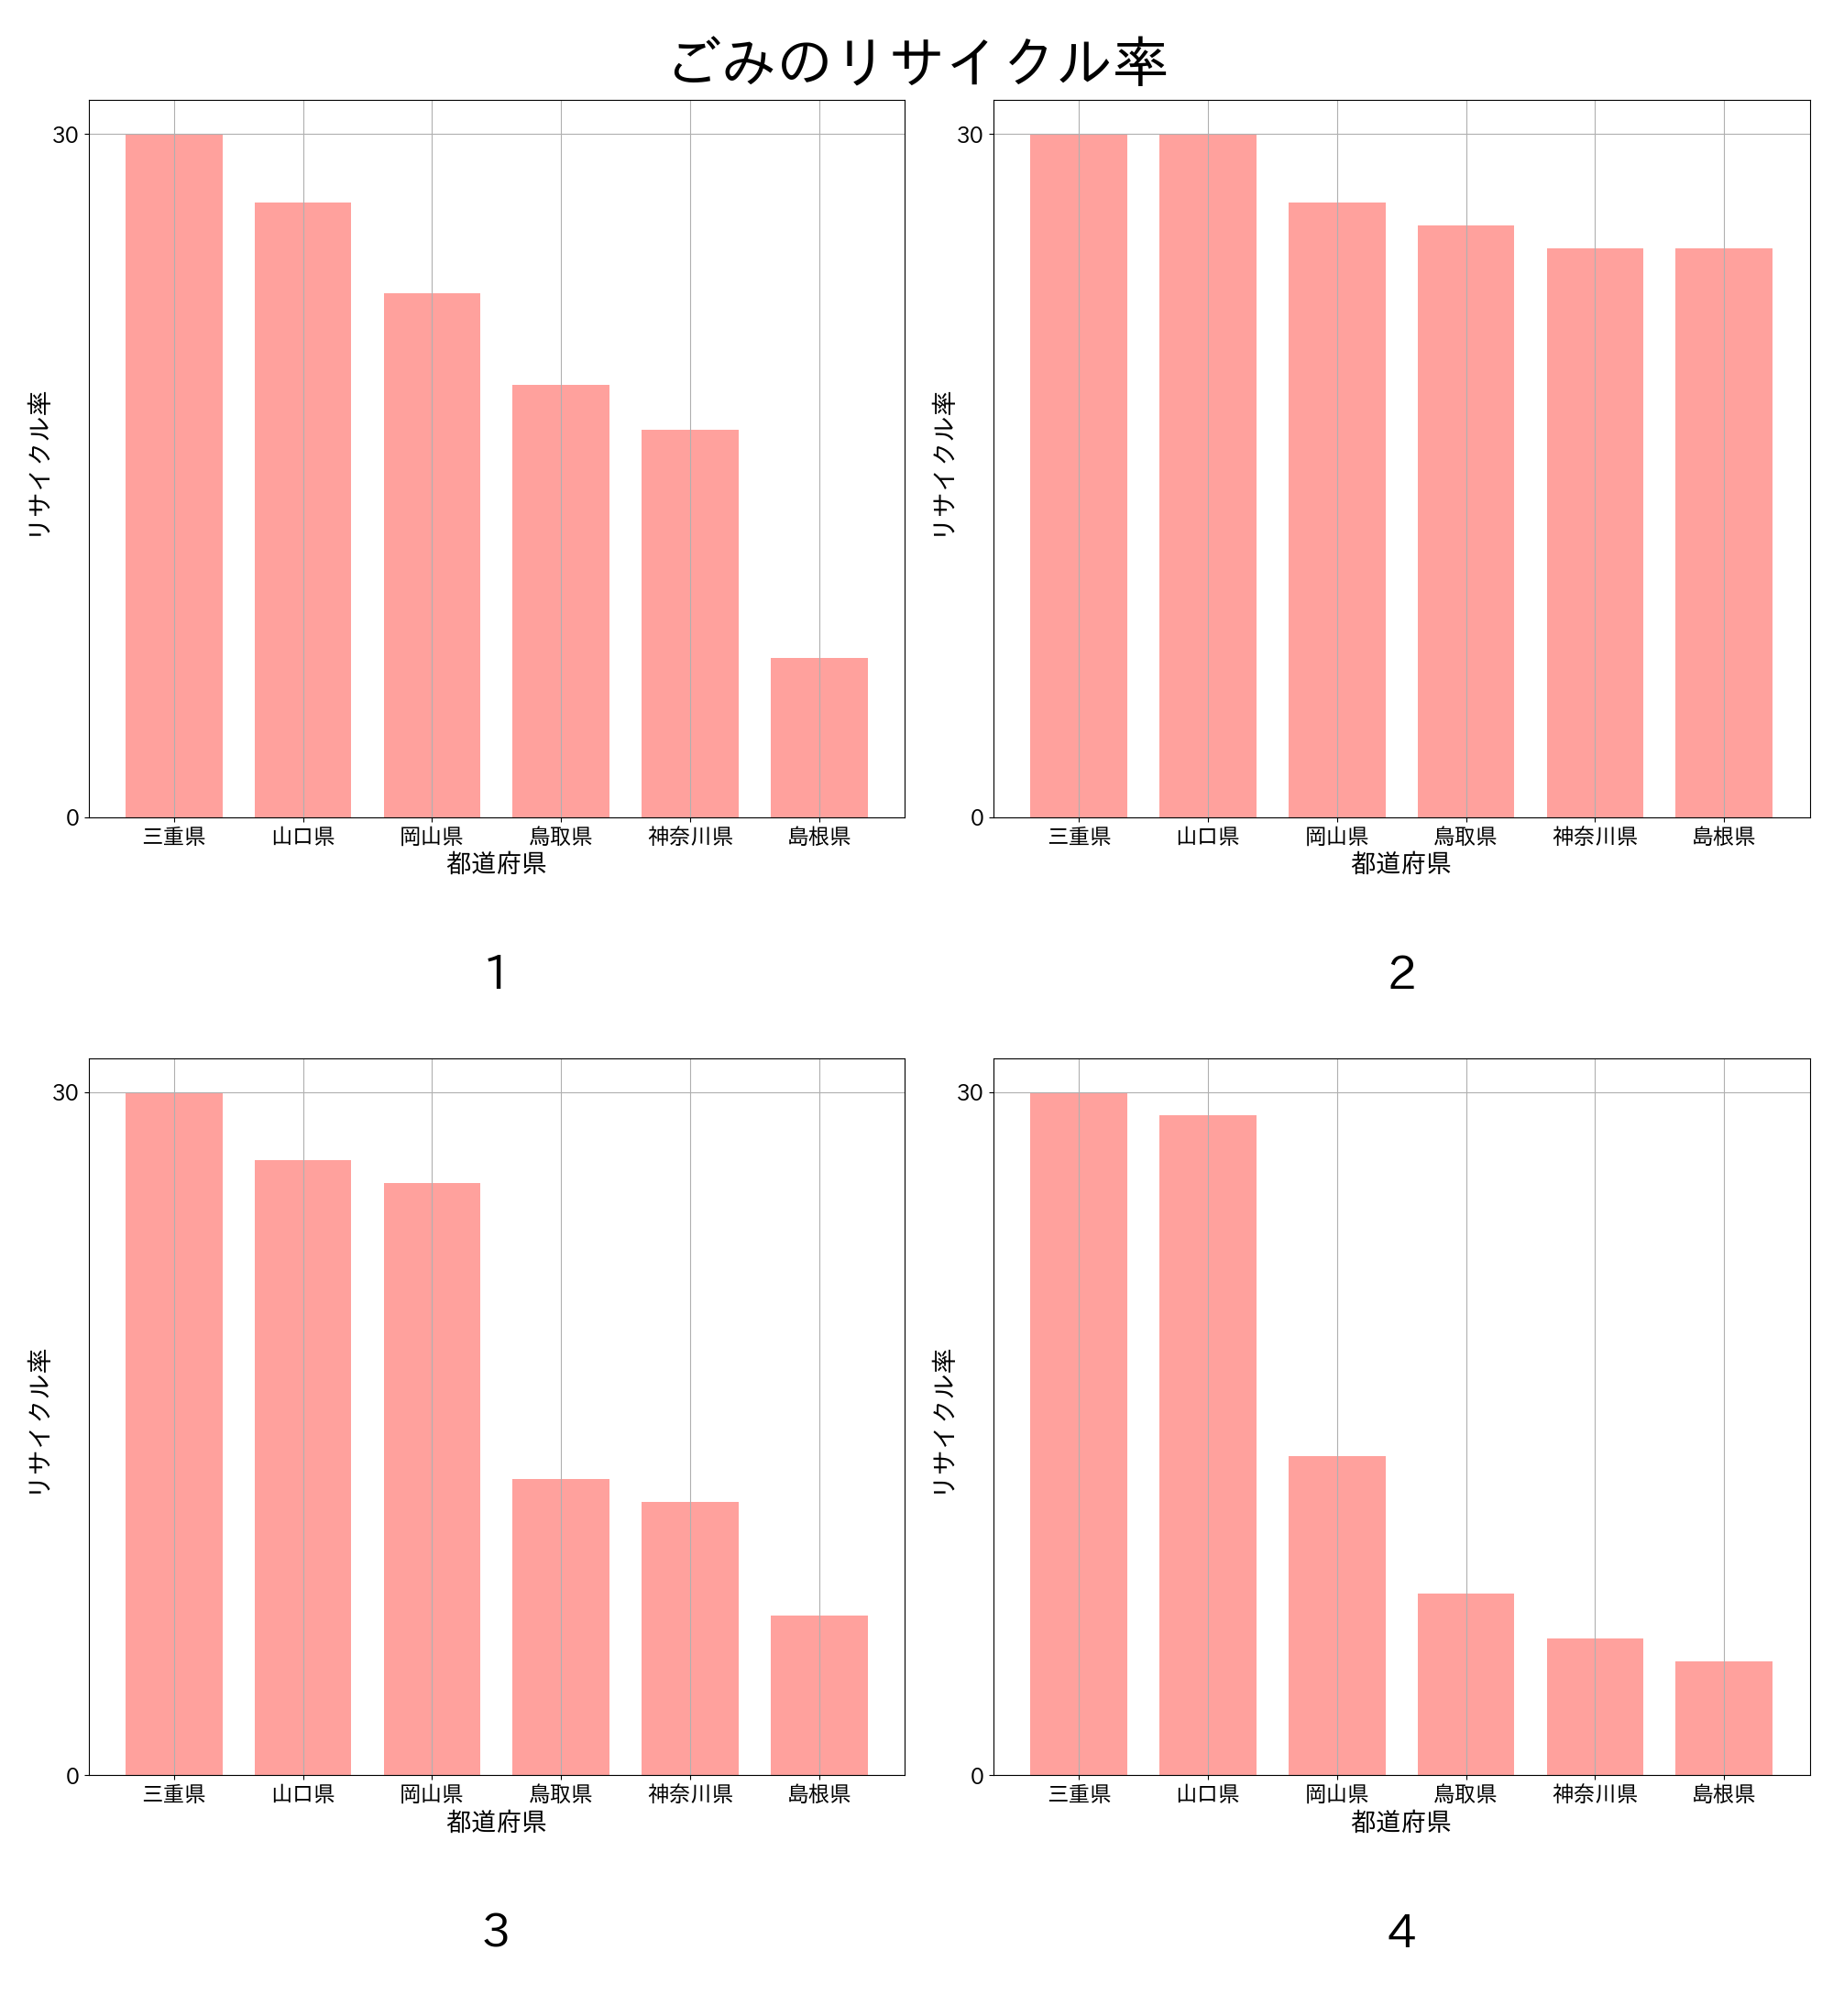 ごみのリサイクル率
30
0
リサイクル率
三重県 山口県 岡山県 鳥取県 神奈川県 島根県
都道府県
1
30
0
リサイクル率
三重県 山口県 岡山県 鳥取県 神奈川県 島根県
都道府県
2
30
0
リサイクル率
三重県 山口県 岡山県 鳥取県 神奈川県 島根県
都道府県
3
30
0
リサイクル率
三重県 山口県 岡山県 鳥取県 神奈川県 島根県
都道府県
4